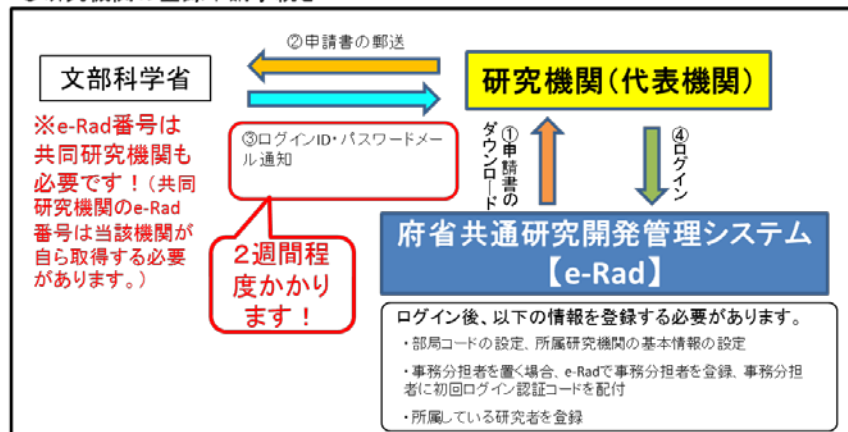 ②申請書の郵送
文部科学省
研究機関(代表機関)
※e-Rad番号は
共同研究機関も
必要です！(共同
研究機関のe-Rad
番号は当該機関が
自ら取得する必要
があります。)
③ログインID・パスワードメー
ル通知
①申請書の
ダウンロード
④ログイン
2週間程
度かかり
ます！
府省共通研究開発管理システム
【e-Rad】
ログイン後、以下の情報を登録する必要があります。
・部局コードの設定、所属研究機関の基本情報の設定
・事務分担者を置く場合、e-Radで事務分担者を登録、事務分担
者に初回ログイン認証コードを配付
・所属している研究者を登録